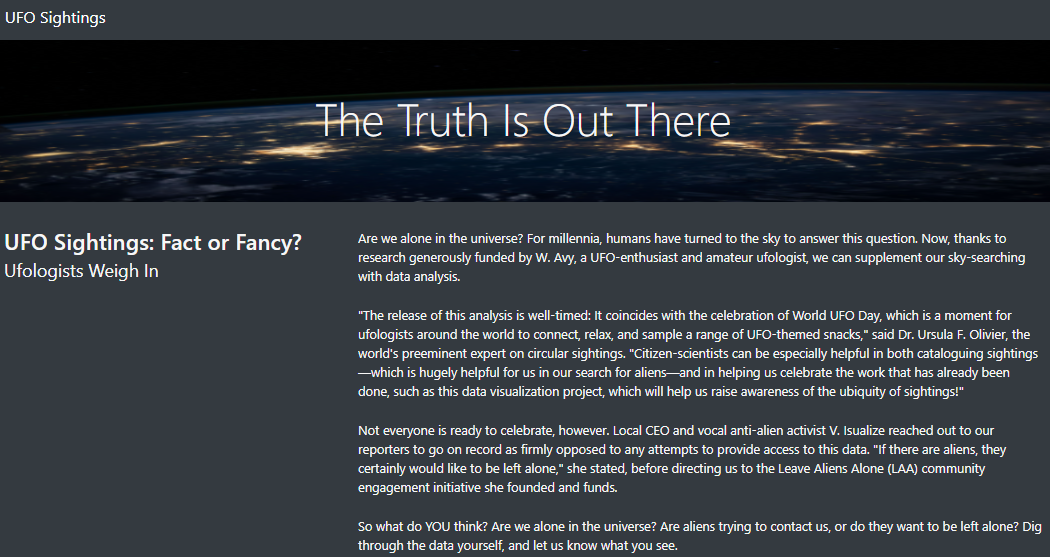 UFO Sightings
The Truth Is Out There
UFO Sightings: Fact or Fancy?
Ufologists Weigh In
Are we alone in the universe? For millennia, humans have turned to the sky to answer this question. Now, thanks to
research generously funded by W. Avy, a UFO-enthusiast and amateur ufologist, we can supplement our sky-searching
with data analysis.
"The release of this analysis is well-timed: It coincides with the celebration of World UFO Day, which is a moment for
ufologists around the world to connect, relax, and sample a range of UFO-themed snacks," said Dr. Ursula F. Olivier, the
world's preeminent expert on circular sightings. "Citizen-scientists can be especially helpful in both cataloguing sightings
—which is hugely helpful for us in our search for aliens—and in helping us celebrate the work that has already been
done, such as this data visualization project, which will help us raise awareness of the ubiquity of sightings!"
Not everyone is ready to celebrate, however. Local CEO and vocal anti-alien activist V. Isualize reached out to our
reporters to go on record as firmly opposed to any attempts to provide access to this data. "If there are aliens, they
certainly would like to be left alone," she stated, before directing us to the Leave Aliens Alone (LAA) community
engagement initiative she founded and funds.
So what do YOU think? Are we alone in the universe? Are aliens trying to contact us, or do they want to be left alone? Dig
through the data yourself, and let us know what you see.